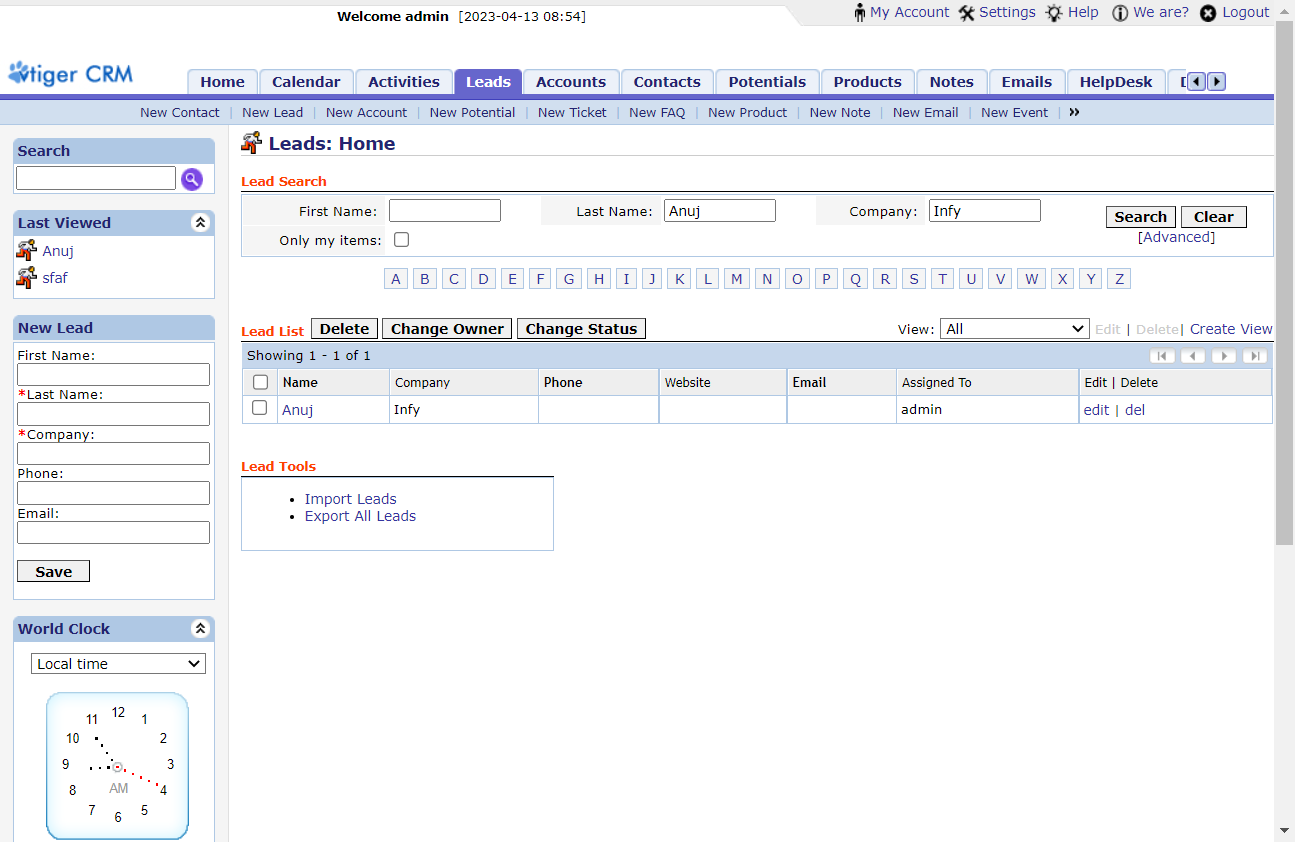 Welcome admin [2023-04-13 08:54]
My Account Settings Help We are? Logout
vtiger CRM
Home Calendar Activities Leads Accounts Contacts Potentials Products Notes Emails HelpDesk
New Contact | New Lead | New Account | New Potential | New Ticket | New FAQ | New Product | New Note | New Email | New Event | »
Search
Last Viewed
Anuj
sfaf
New Lead
First Name:
*Last Name:
*Company:
Phone:
Email:
Save
World Clock
Local time
12
11 1
10 2
9 3
AM
8 4
7 5
6
Leads: Home
Lead Search
First Name: Last Name: Anuj Company: Infy Search Clear
Only my items: [Advanced]
A B C D E F G H I J K L M N O P Q R S T U V W X Y Z
Lead List Delete Change Owner Change Status View: All Edit | Delete | Create View
Showing 1 - 1 of 1
Name Company Phone Website Email Assigned To Edit | Delete
Anuj Infy admin edit | del
Lead Tools
• Import Leads
• Export All Leads